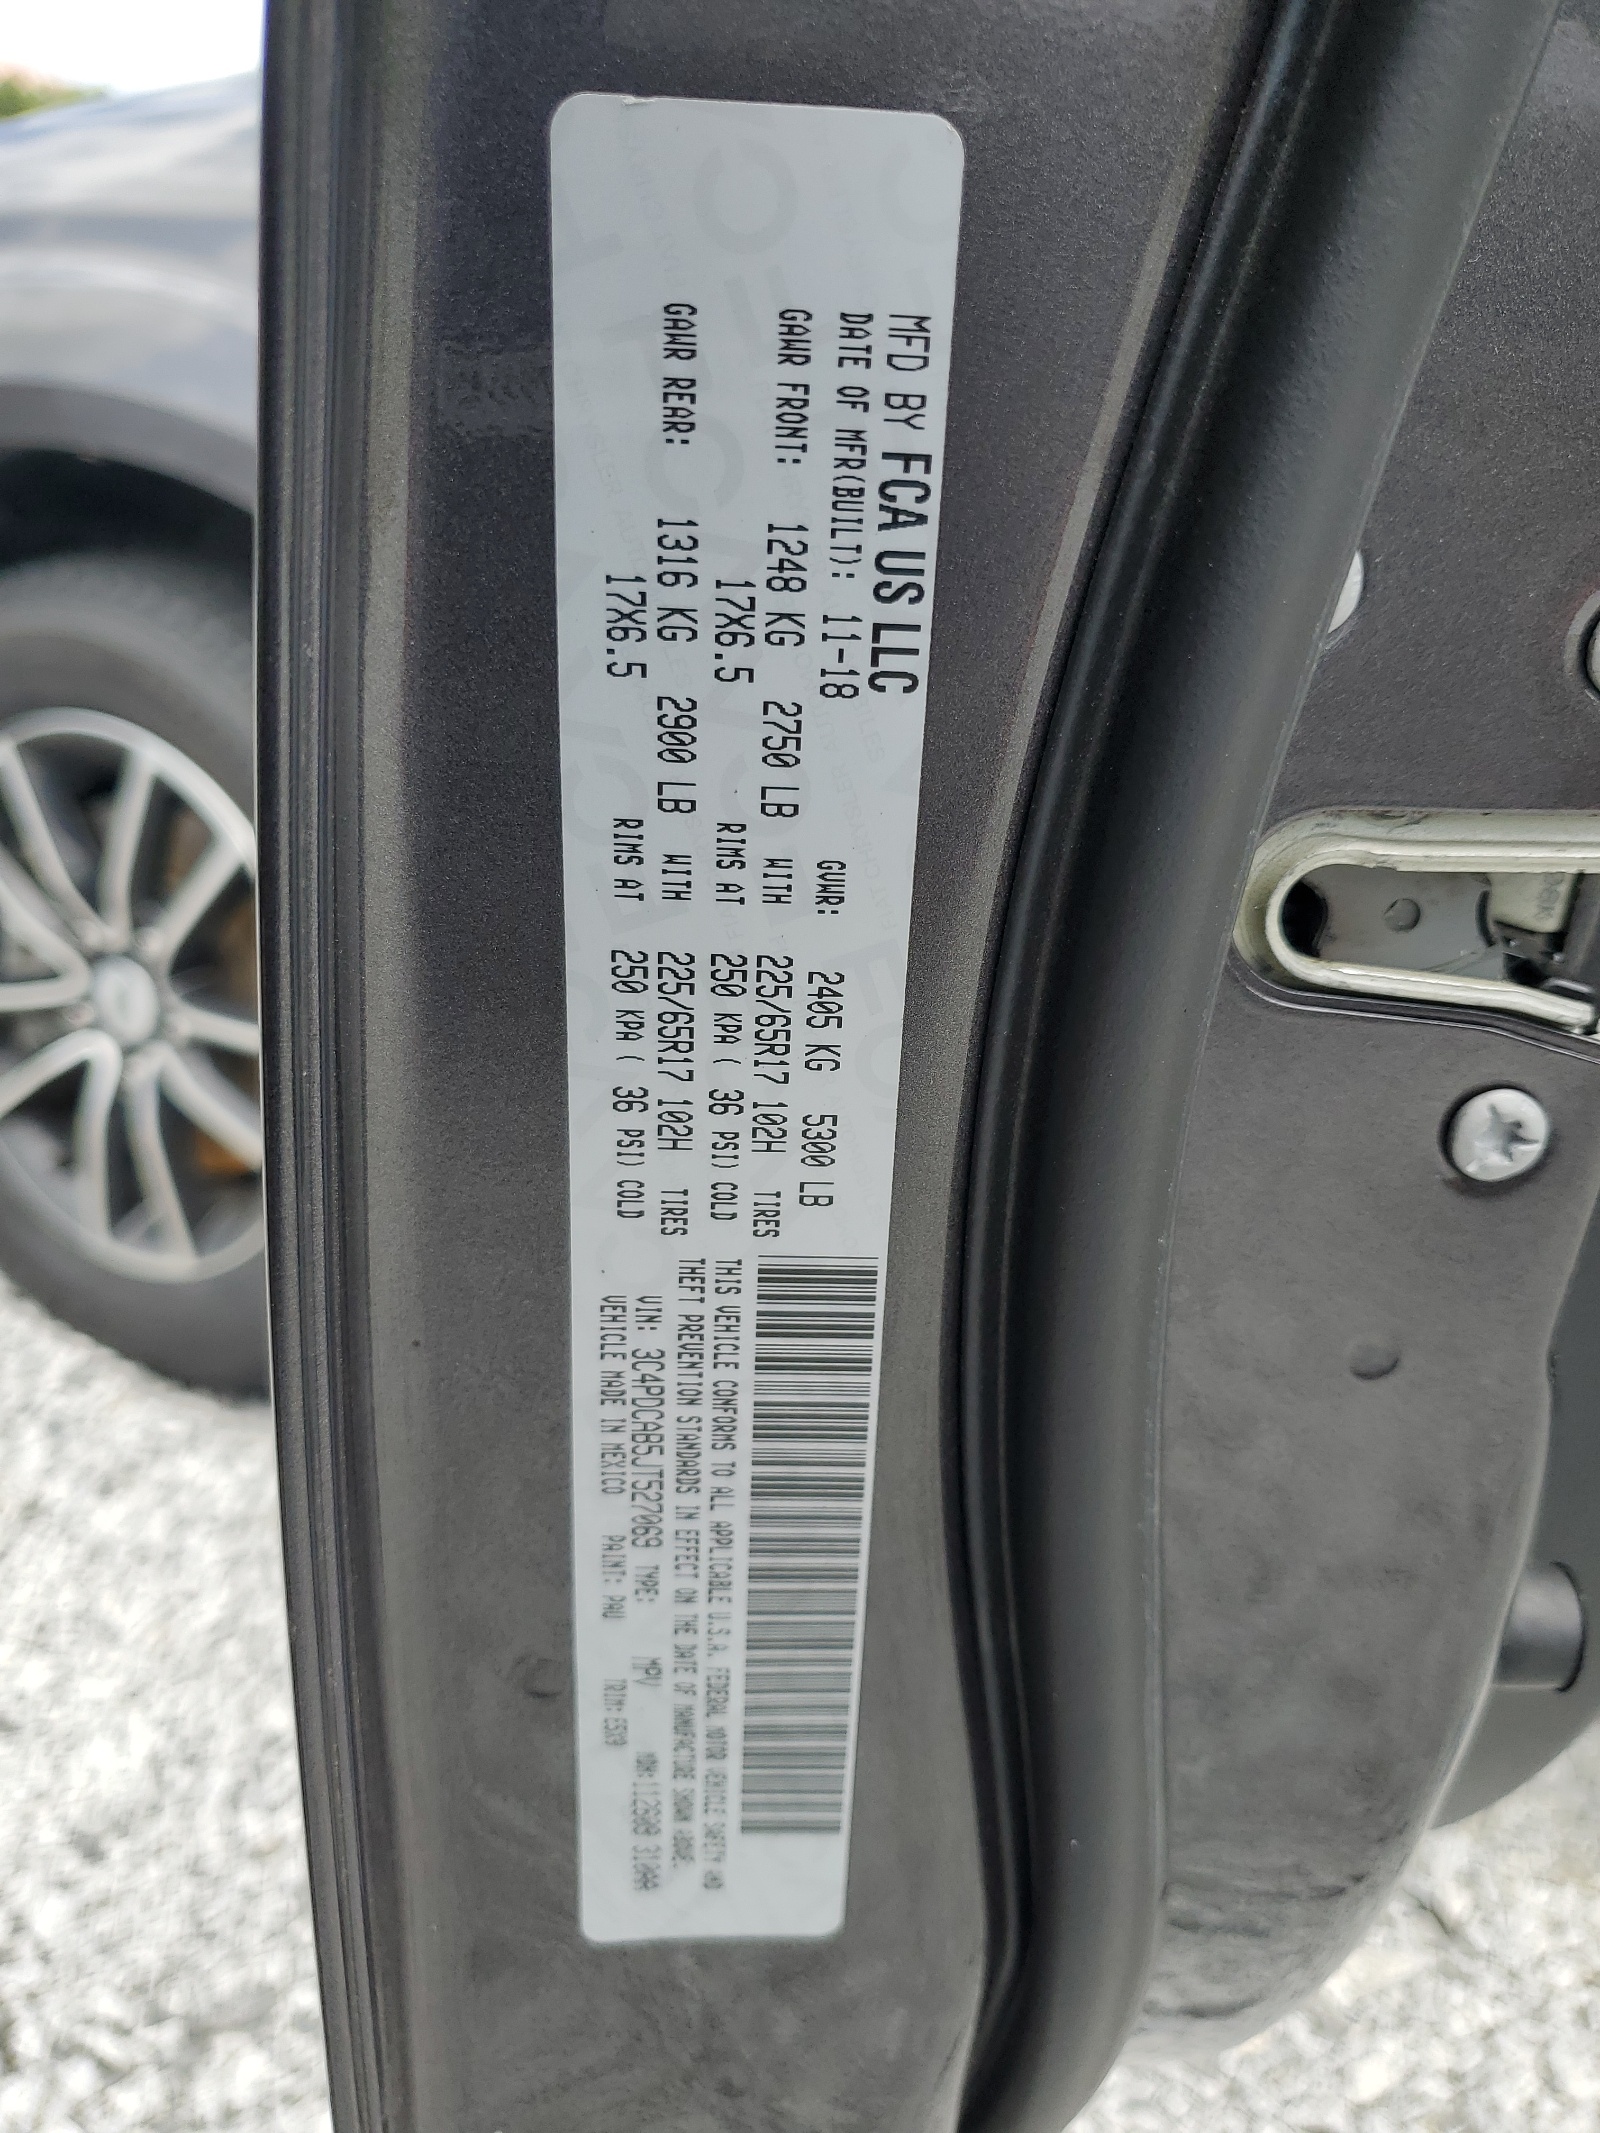 MFD BY FCA US LLC
DATE OF MFR(BUILT): 11-18 GVWR: 2405 KG 5300 LB
GAWR FRONT: 1248 KG 2750 LB WITH 225/65R17 102H TIRES
17X6.5 RIMS AT 250 KPA ( 36 PSI) COLD
GAWR REAR: 1316 KG 2900 LB WITH 225/65R17 102H TIRES
17X6.5 RIMS AT 250 KPA ( 36 PSI) COLD
THIS VEHICLE CONFORMS TO ALL APPLICABLE U.S.A. FEDERAL MOTOR VEHICLE SAFETY AND
THEFT PREVENTION STANDARDS IN EFFECT ON THE DATE OF MANUFACTURE SHOWN ABOVE.
VIN: 3C4PDCAB5JT527069 TYPE: MPV
VEHICLE MADE IN MEXICO PAINT: PAU TRIM: